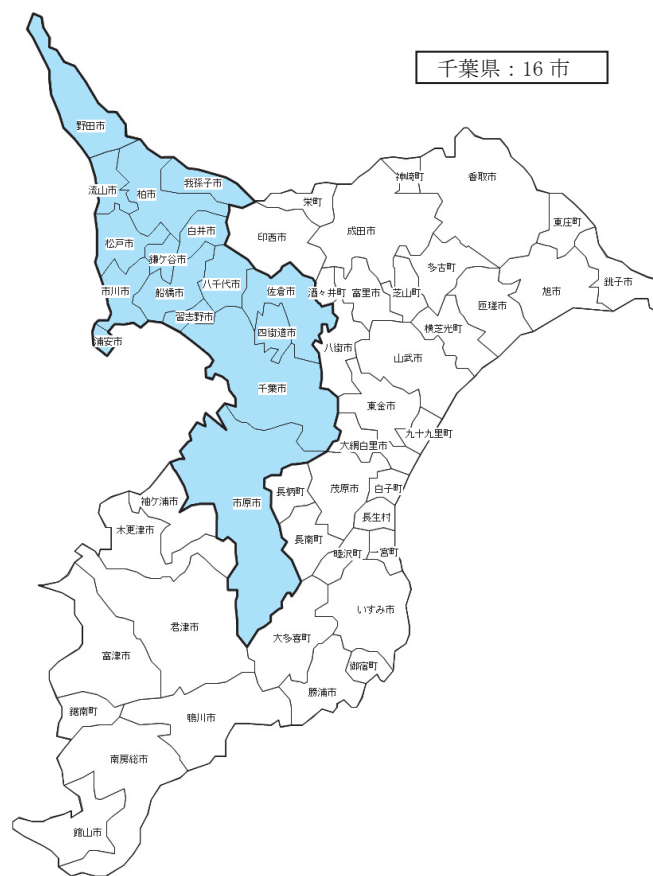 千葉県：16 市
野田市
流山市
柏市
我孫子市
松戸市
白井市
鎌ケ谷市
市川市
船橋市
八千代市
佐倉市
習志野市
四街道市
浦安市
千葉市
市原市
栄町
神崎町
香取市
印西市
成田市
東庄町
多古町
銚子市
酒々井町
富里市
芝山町
匝瑳市
旭市
横芝光町
八街市
山武市
東金市
九十九里町
大網白里市
長柄町
茂原市
白子町
袖ケ浦市
長生村
木更津市
長南町
睦沢町
一宮町
いすみ市
君津市
大多喜町
富津市
御宿町
勝浦市
鋸南町
鴨川市
南房総市
館山市